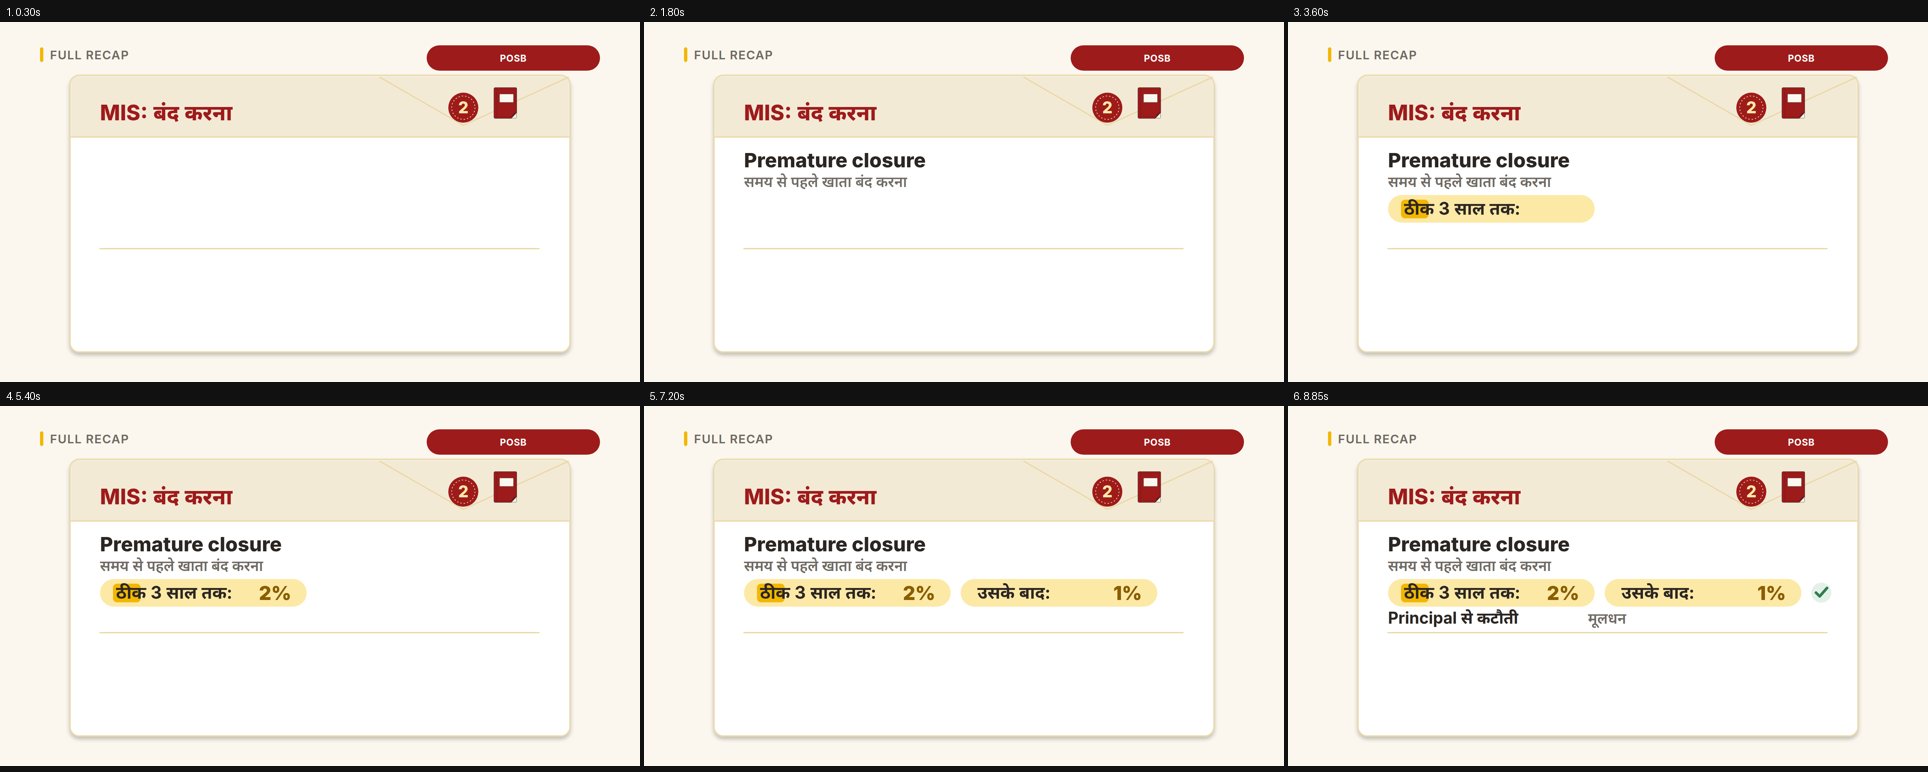 1. 0.30s
FULL RECAP
POSB
MIS: बंद करना
2
2. 1.80s
FULL RECAP
POSB
MIS: बंद करना
2
Premature closure
समय से पहले खाता बंद करना
3. 3.60s
FULL RECAP
POSB
MIS: बंद करना
2
Premature closure
समय से पहले खाता बंद करना
ठीक 3 साल तक:
4. 5.40s
FULL RECAP
POSB
MIS: बंद करना
2
Premature closure
समय से पहले खाता बंद करना
ठीक 3 साल तक: 2%
5. 7.20s
FULL RECAP
POSB
MIS: बंद करना
2
Premature closure
समय से पहले खाता बंद करना
ठीक 3 साल तक: 2% उसके बाद: 1%
6. 8.85s
FULL RECAP
POSB
MIS: बंद करना
2
Premature closure
समय से पहले खाता बंद करना
ठीक 3 साल तक: 2% उसके बाद: 1%
Principal से कटौती मूलधन